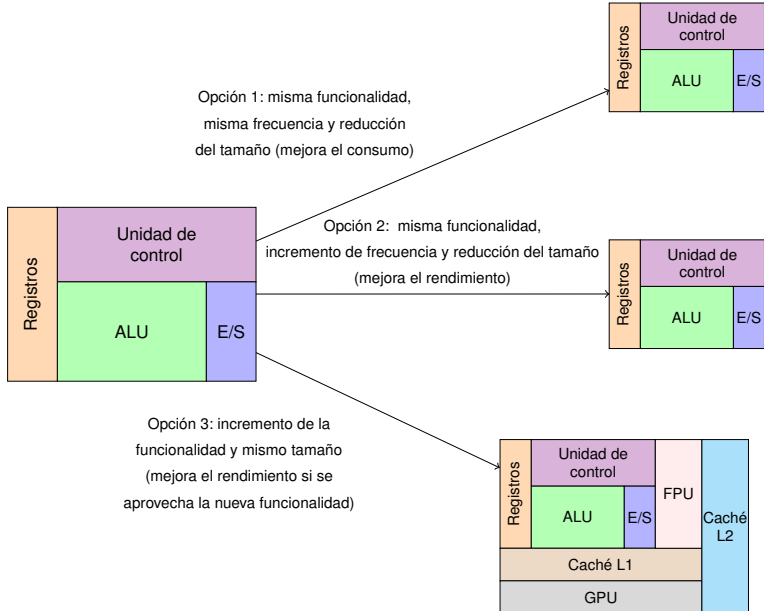 Registros
Unidad de
control
ALU
E/S
Opción 1: misma funcionalidad,
misma frecuencia y reducción
del tamaño (mejora el consumo)
Registros
Unidad de
control
ALU
E/S
Opción 2: misma funcionalidad,
incremento de frecuencia y reducción del tamaño
(mejora el rendimiento)
Registros
Unidad de
control
ALU
E/S
Opción 3: incremento de la
funcionalidad y mismo tamaño
(mejora el rendimiento si se
aprovecha la nueva funcionalidad)
Registros
Unidad de
control
ALU
E/S
FPU
Caché
L2
Caché L1
GPU